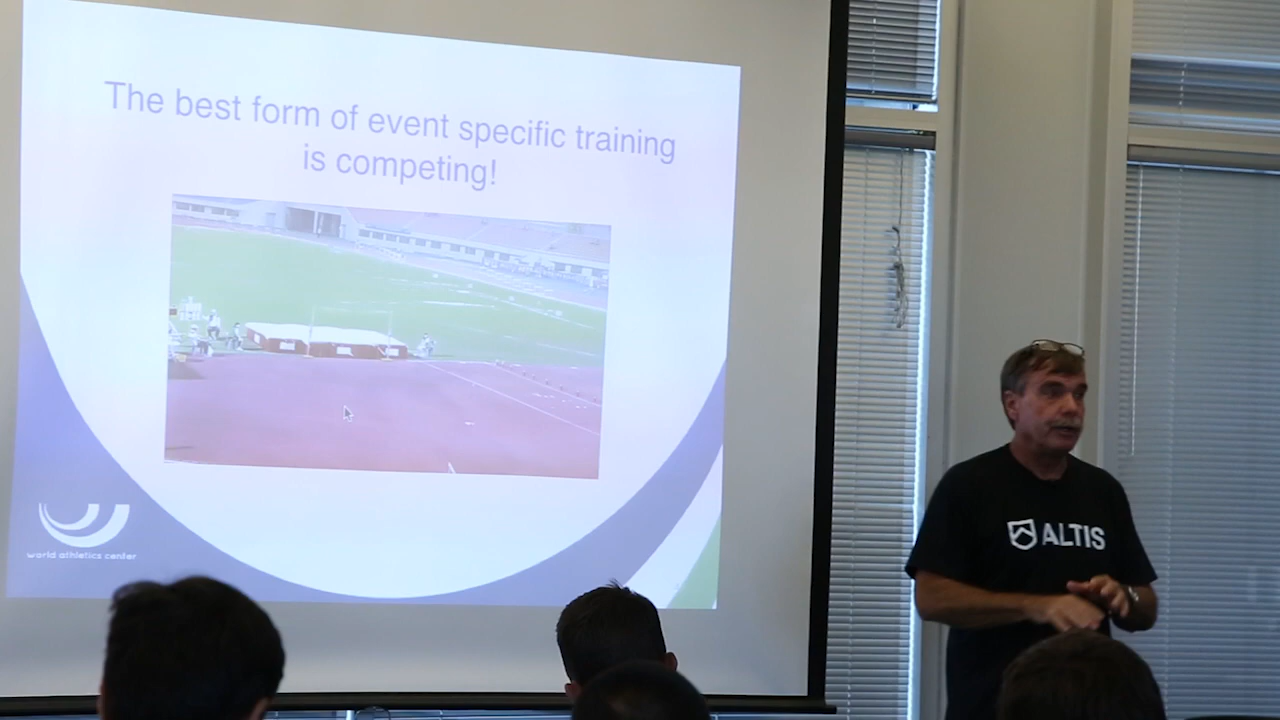 The best form of event specific training
is competing!
world athletics center
ALTIS